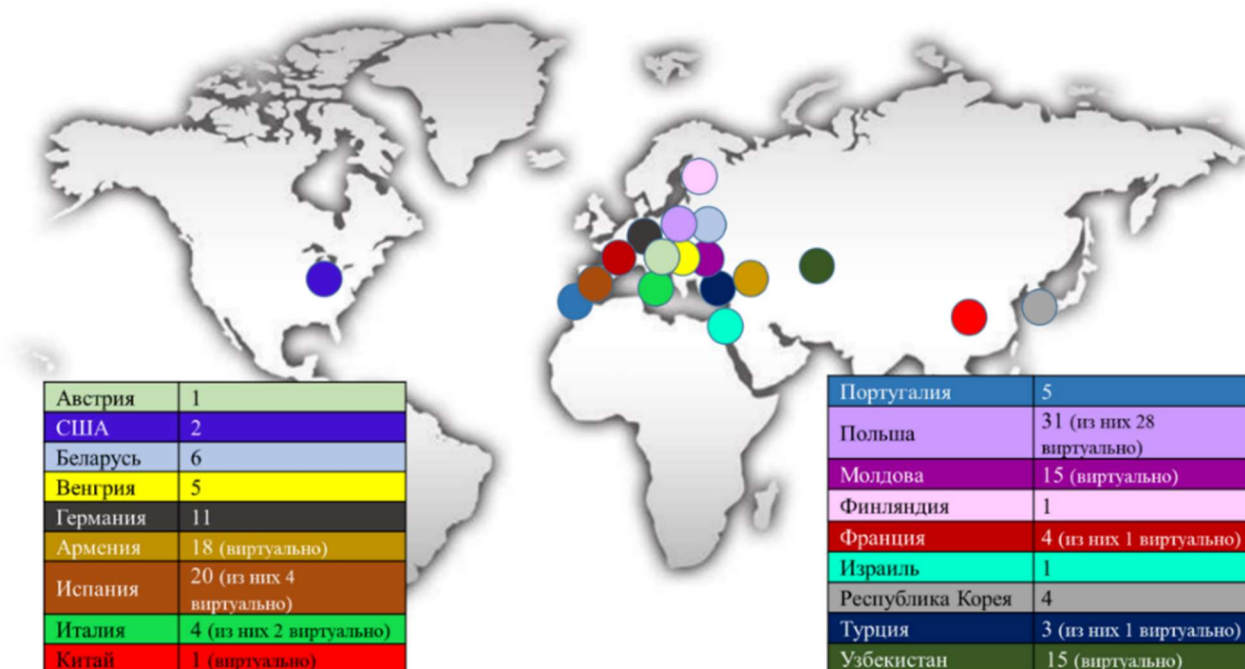 Австрия 1
США 2
Беларусь 6
Венгрия 5
Германия 11
Армения 18 (виртуально)
Испания 20 (из них 4
виртуально)
Италия 4 (из них 2 виртуально)
Китай 1 (виртуально)
Португалия 5
Польша 31 (из них 28
виртуально)
Молдова 15 (виртуально)
Финляндия 1
Франция 4 (из них 1 виртуально)
Израиль 1
Республика Корея 4
Турция 3 (из них 1 виртуально)
Узбекистан 15 (виртуально)